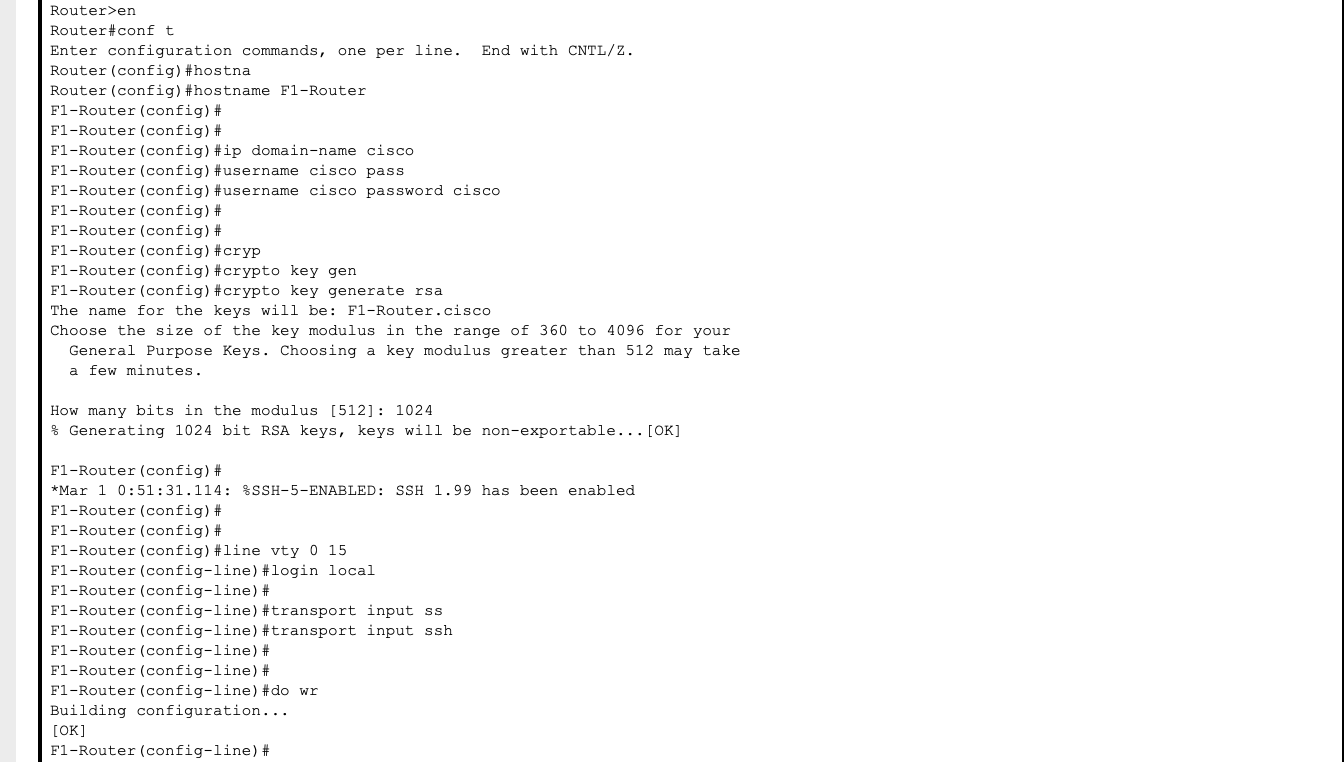 Router>en
Router#conf t
Enter configuration commands, one per line.  End with CNTL/Z.
Router(config)#hostna
Router(config)#hostname F1-Router
F1-Router(config)#
F1-Router(config)#
F1-Router(config)#ip domain-name cisco
F1-Router(config)#username cisco pass
F1-Router(config)#username cisco password cisco
F1-Router(config)#
F1-Router(config)#
F1-Router(config)#cryp
F1-Router(config)#crypto key gen
F1-Router(config)#crypto key generate rsa
The name for the keys will be: F1-Router.cisco
Choose the size of the key modulus in the range of 360 to 4096 for your
  General Purpose Keys. Choosing a key modulus greater than 512 may take
  a few minutes.

How many bits in the modulus [512]: 1024
% Generating 1024 bit RSA keys, keys will be non-exportable...[OK]

F1-Router(config)#
*Mar 1 0:51:31.114: %SSH-5-ENABLED: SSH 1.99 has been enabled
F1-Router(config)#
F1-Router(config)#
F1-Router(config)#line vty 0 15
F1-Router(config-line)#login local
F1-Router(config-line)#
F1-Router(config-line)#transport input ss
F1-Router(config-line)#transport input ssh
F1-Router(config-line)#
F1-Router(config-line)#
F1-Router(config-line)#do wr
Building configuration...
[OK]
F1-Router(config-line)#